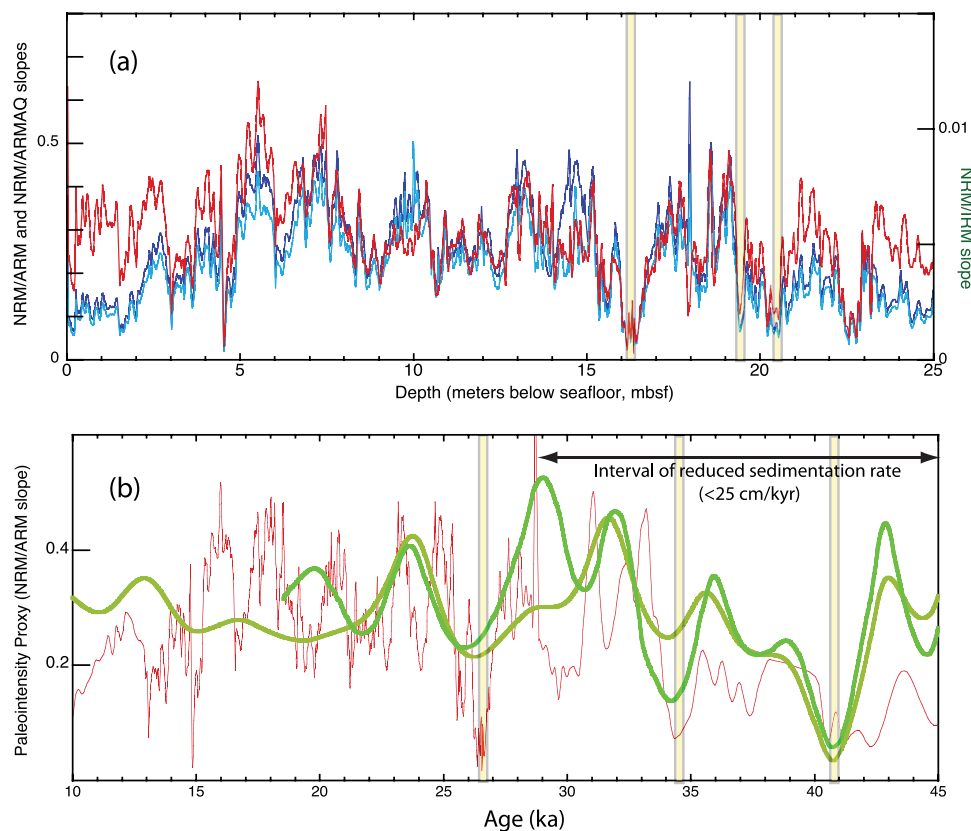 (a)
NRM/ARM and NRM/ARMAQ slopes
0.5
0
0.01
0
NRM/IRM slope
0 5 10 15 20 25
Depth (meters below seafloor, mbsf)
(b)
Interval of reduced sedimentation rate
(<25 cm/kyr)
Paleointensity Proxy (NRM/ARM slope)
0.4
0.2
10 15 20 25 30 35 40 45
Age (ka)